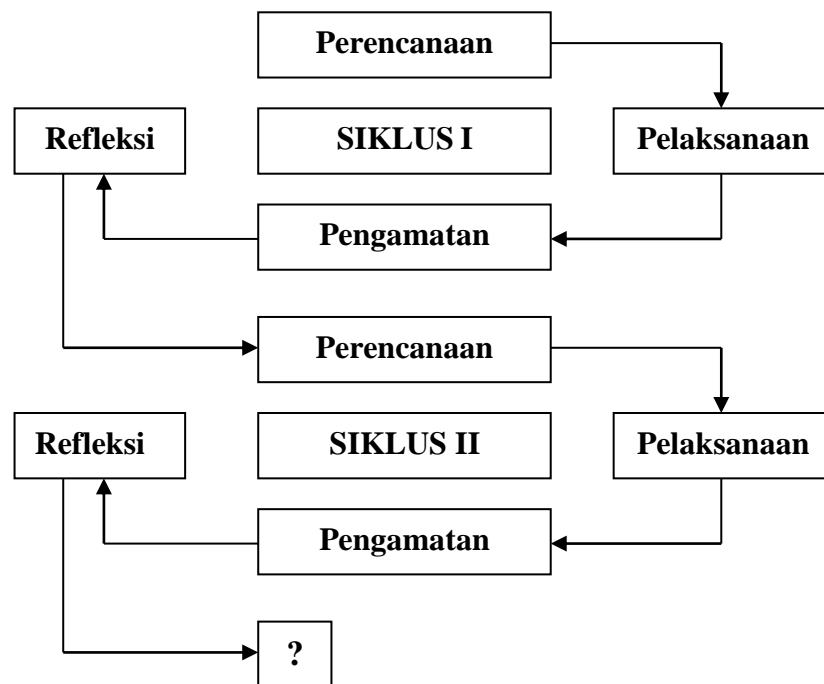 Perencanaan
Refleksi
SIKLUS I
Pelaksanaan
Pengamatan
Perencanaan
Refleksi
SIKLUS II
Pelaksanaan
Pengamatan
?